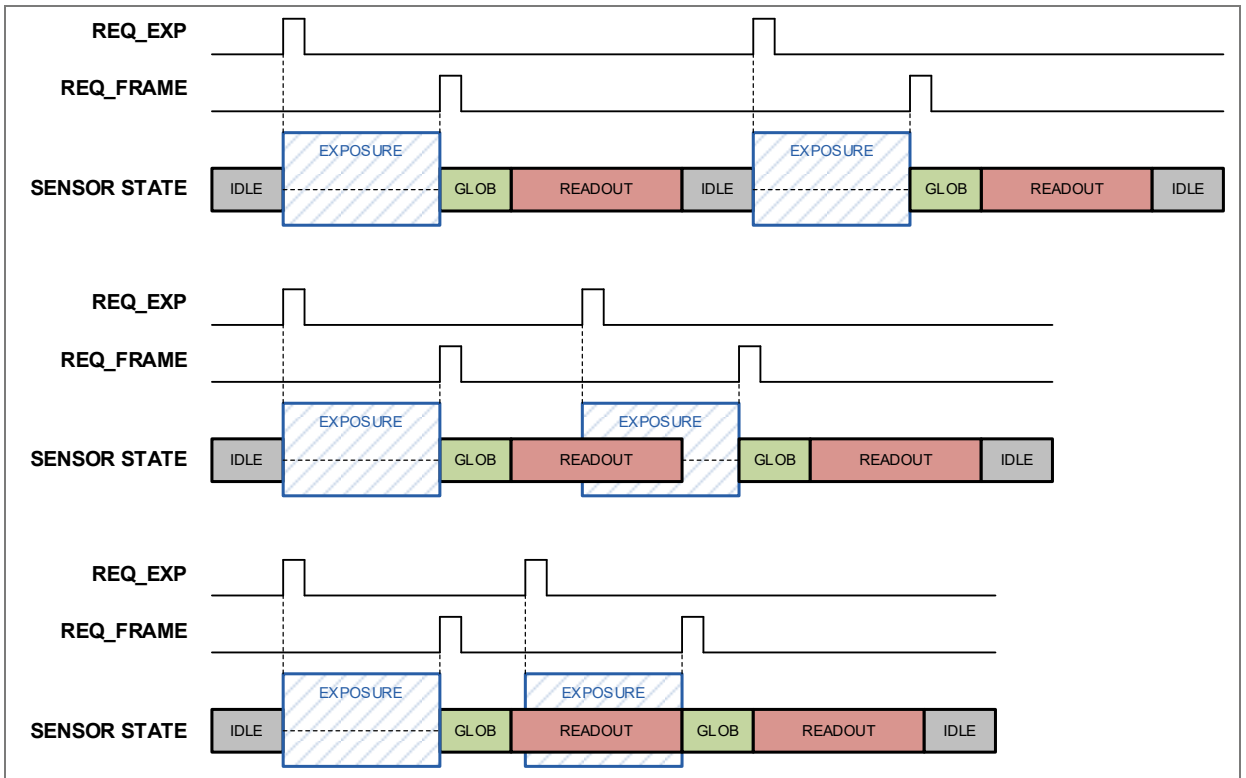 REQ_EXP
REQ_FRAME
EXPOSURE EXPOSURE
SENSOR STATE IDLE GLOB READOUT IDLE GLOB READOUT IDLE
REQ_EXP
REQ_FRAME
EXPOSURE EXPOSURE
SENSOR STATE IDLE GLOB READOUT GLOB READOUT IDLE
REQ_EXP
REQ_FRAME
EXPOSURE EXPOSURE
SENSOR STATE IDLE GLOB READOUT GLOB READOUT IDLE